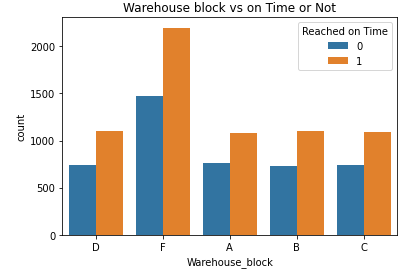 Warehouse block vs on Time or Not
Reached on Time
0
1
2000
1500
1000
500
0
count
D F A B C
Warehouse_block